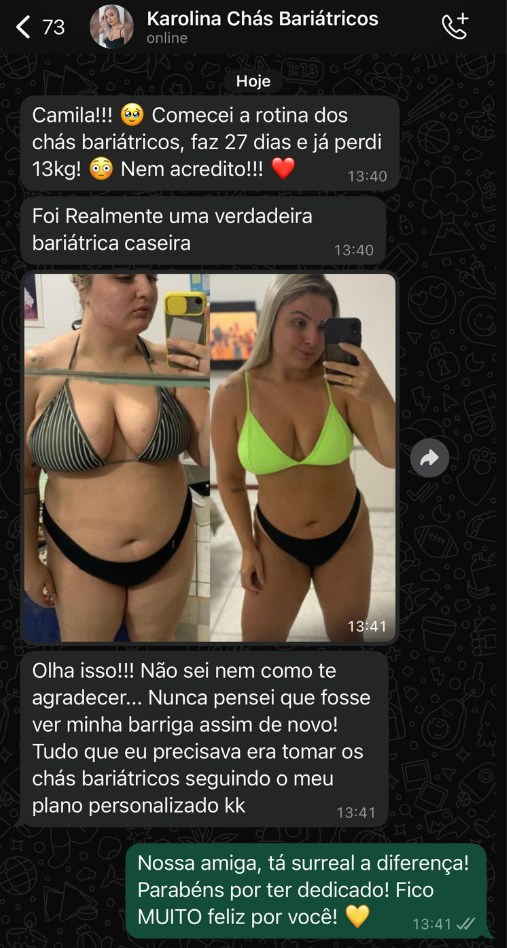 73
Karolina Chás Bariátricos
online
Hoje
Camila!!! 🥹 Comecei a rotina dos
chás bariátricos, faz 27 dias e já perdi
13kg! 😳 Nem acredito!!! ❤️
13:40
Foi Realmente uma verdadeira
bariátrica caseira
13:40
13:41
Olha isso!!! Não sei nem como te
agradecer... Nunca pensei que fosse
ver minha barriga assim de novo!
Tudo que eu precisava era tomar os
chás bariátricos seguindo o meu
plano personalizado kk
13:41
Nossa amiga, tá surreal a diferença!
Parabéns por ter dedicado! Fico
MUITO feliz por você! 💛
13:41